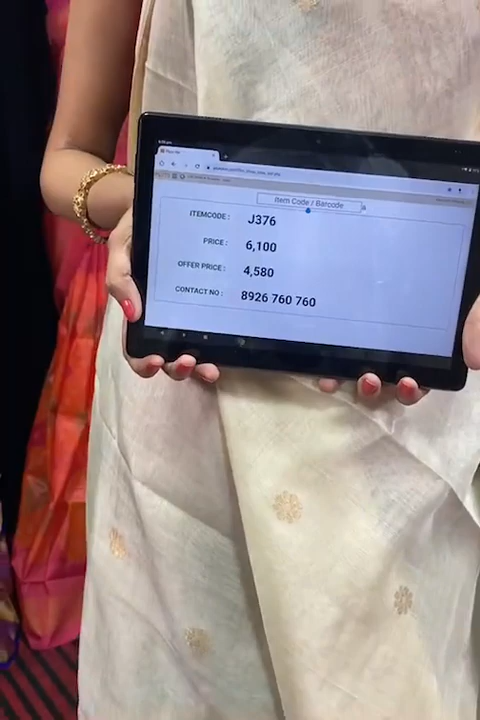 Item Code / Barcode
ITEMCODE : J376
PRICE : 6,100
OFFER PRICE : 4,580
CONTACT NO : 8926 760 760